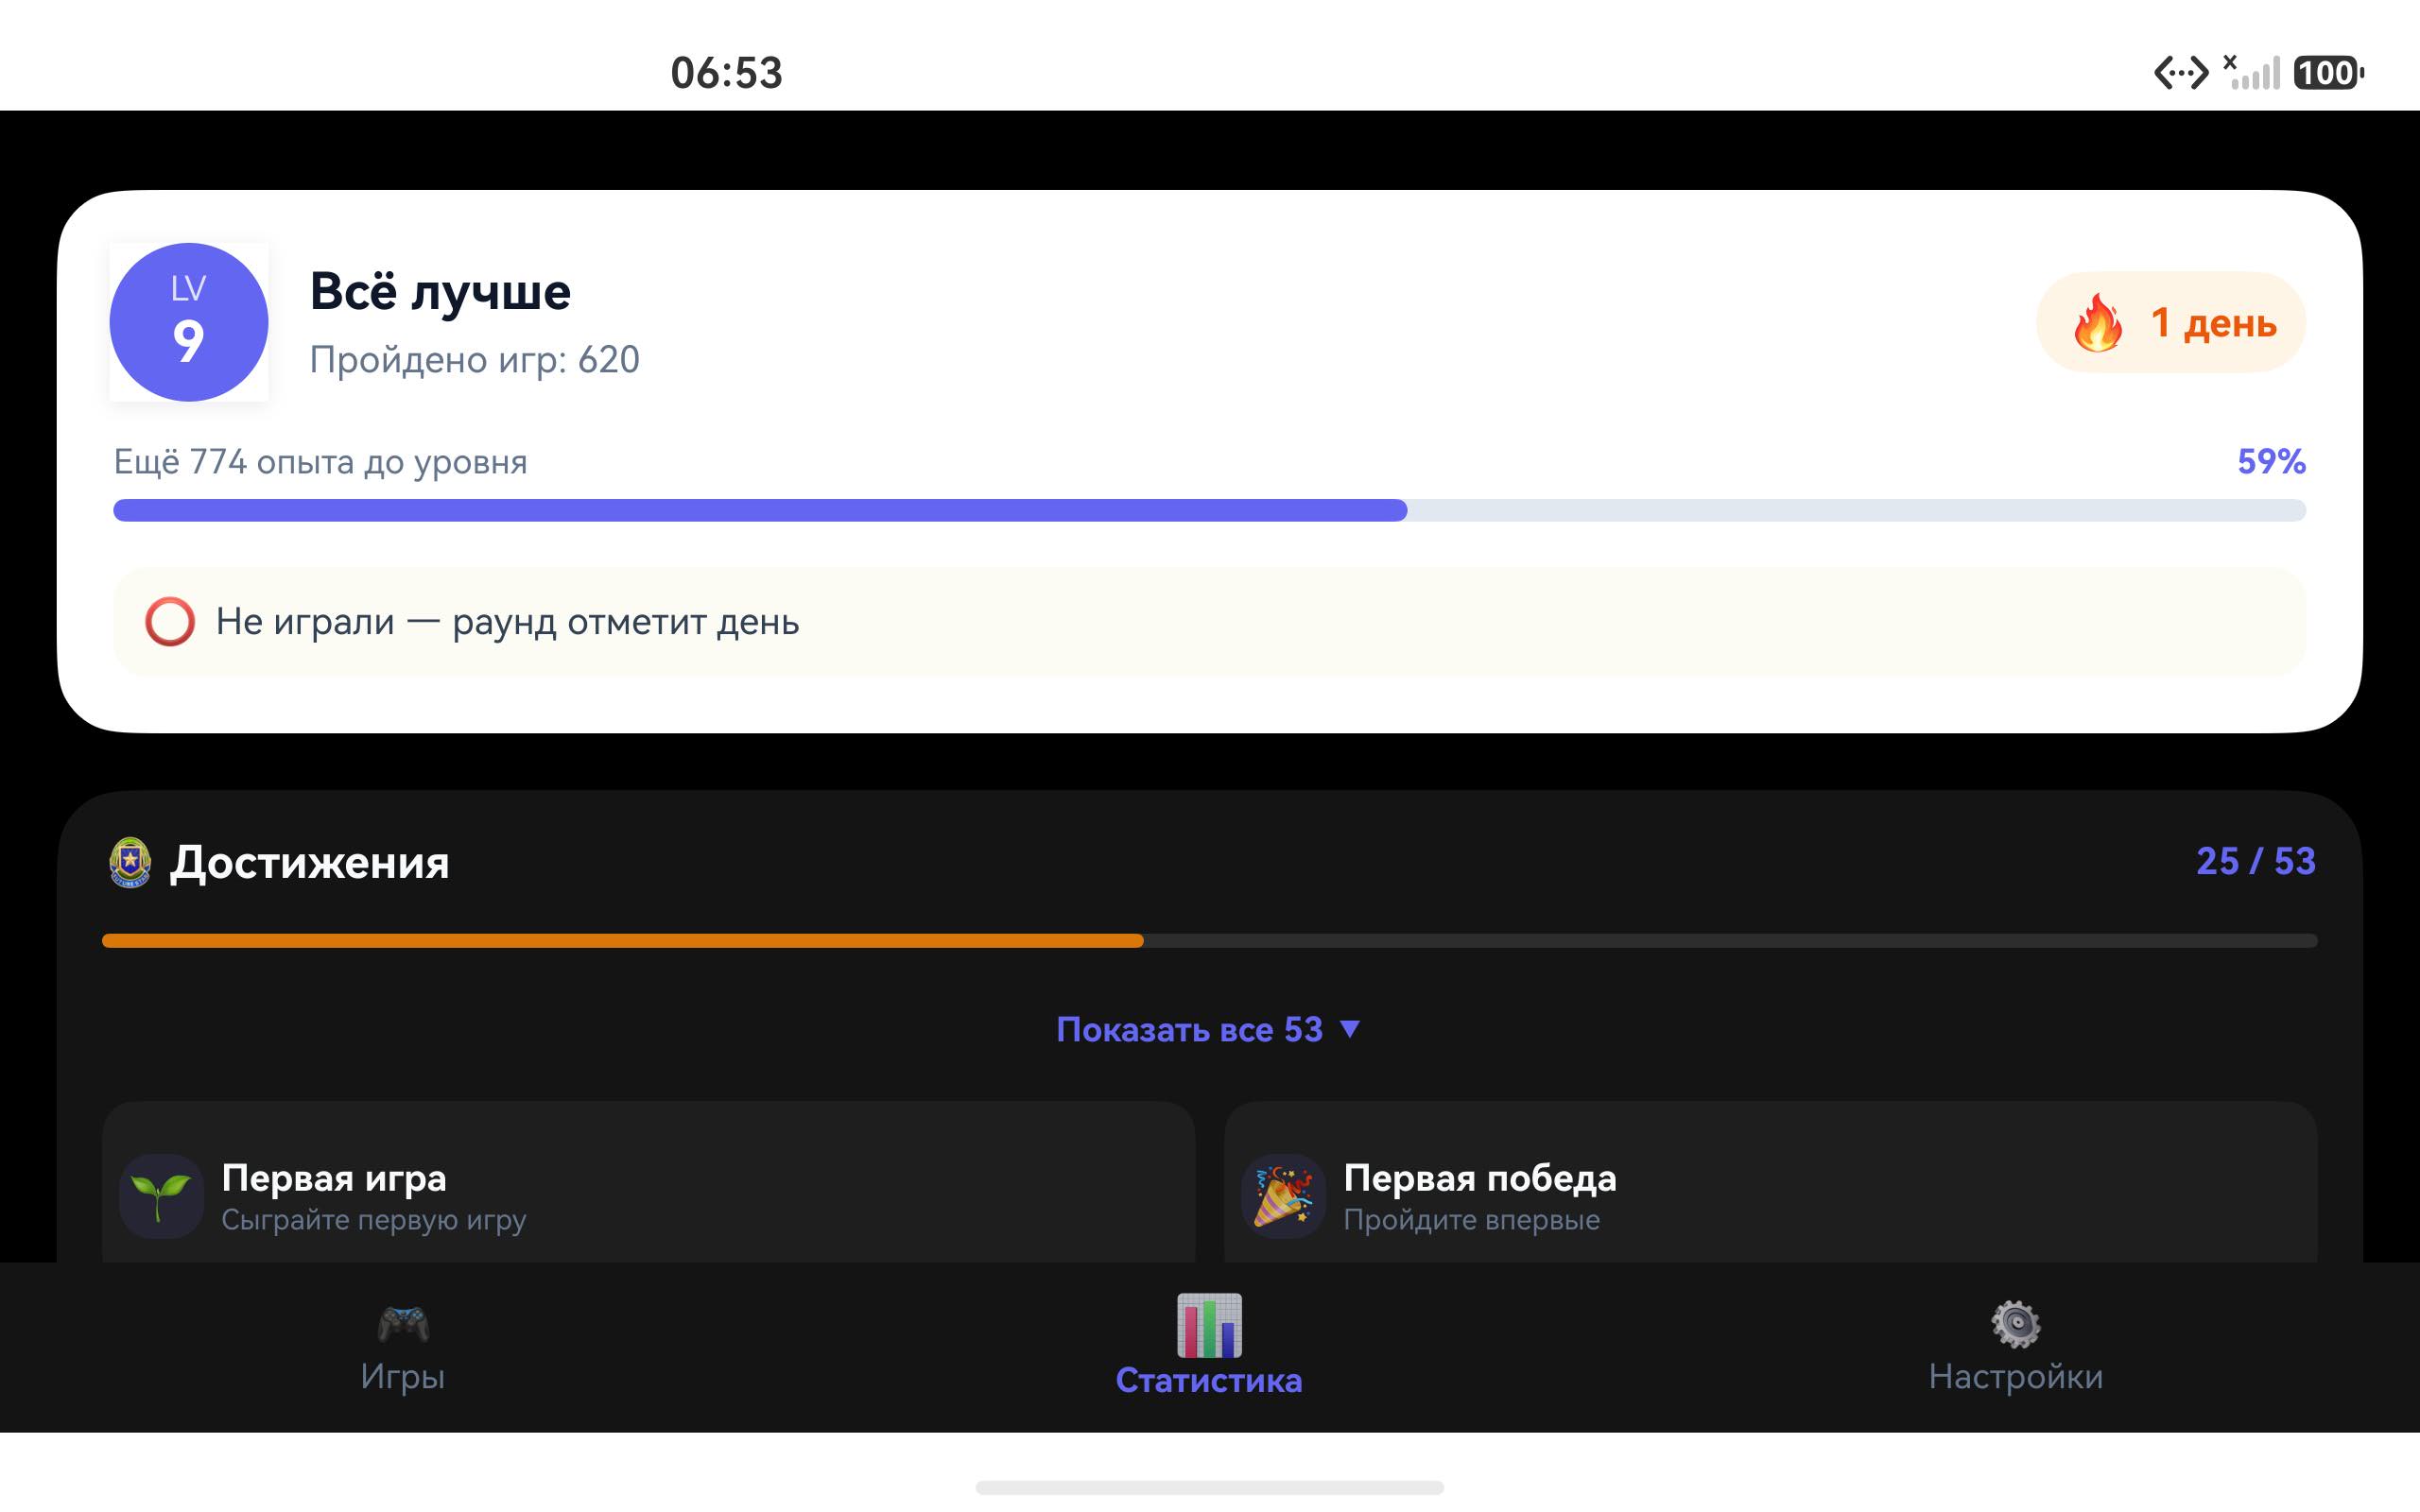 06:53
100
LV
9
Всё лучше
Пройдено игр: 620
1 день
Ещё 774 опыта до уровня
59%
Не играли — раунд отметит день
Достижения
25 / 53
Показать все 53 ▼
Первая игра
Сыграйте первую игру
Первая победа
Пройдите впервые
Игры
Статистика
Настройки